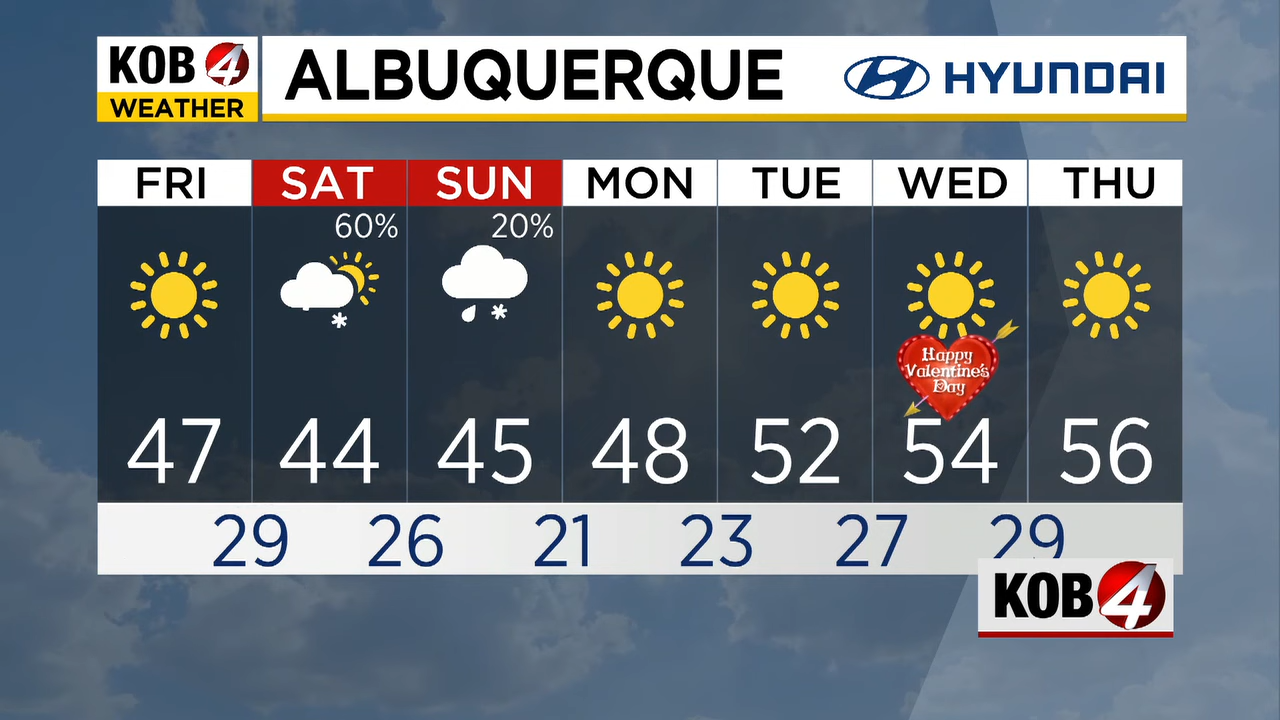 KOB 4
WEATHER
ALBUQUERQUE
HYUNDAI
FRI SAT SUN MON TUE WED THU
60% 20%
Happy
Valentine's
Day
47 44 45 48 52 54 56
29 26 21 23 27 29
KOB 4